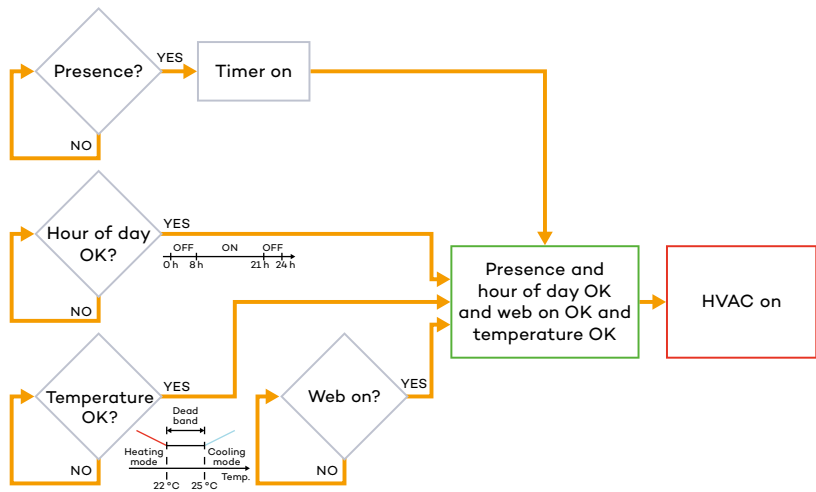 Presence?
YES
NO
Timer on
Hour of day
OK?
YES
NO
OFF ON OFF
0 h 8 h 21 h 24 h
Presence and
hour of day OK
and web on OK and
temperature OK
HVAC on
Temperature
OK?
YES
NO
Dead
band
Heating
mode
Cooling
mode
Temp.
22 °C 25 °C
Web on?
YES
NO